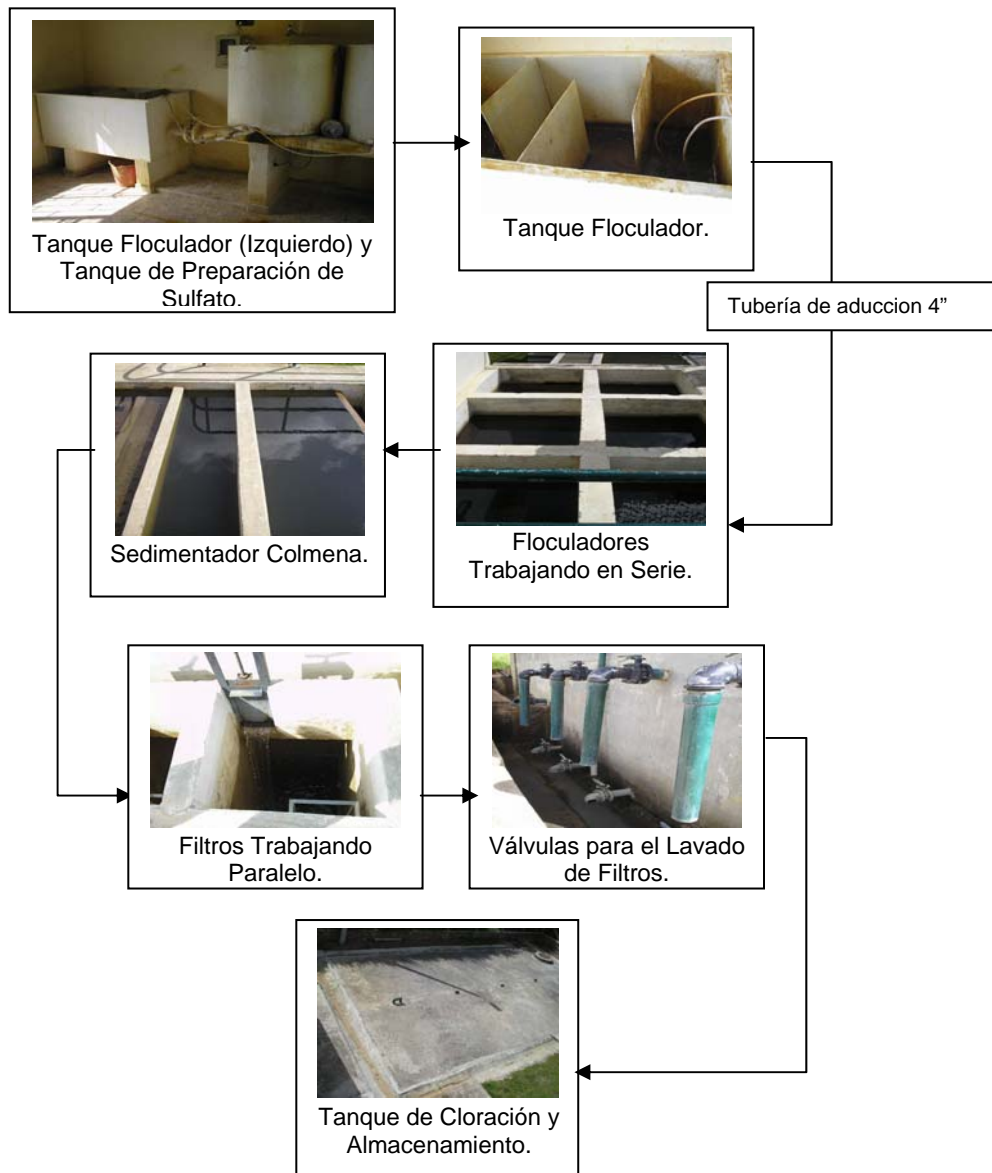 Tanque Floculador (Izquierdo) y
Tanque de Preparación de
Sulfato.
Tanque Floculador.
Tubería de aduccion 4”
Floculadores
Trabajando en Serie.
Sedimentador Colmena.
Filtros Trabajando
Paralelo.
Válvulas para el Lavado
de Filtros.
Tanque de Cloración y
Almacenamiento.